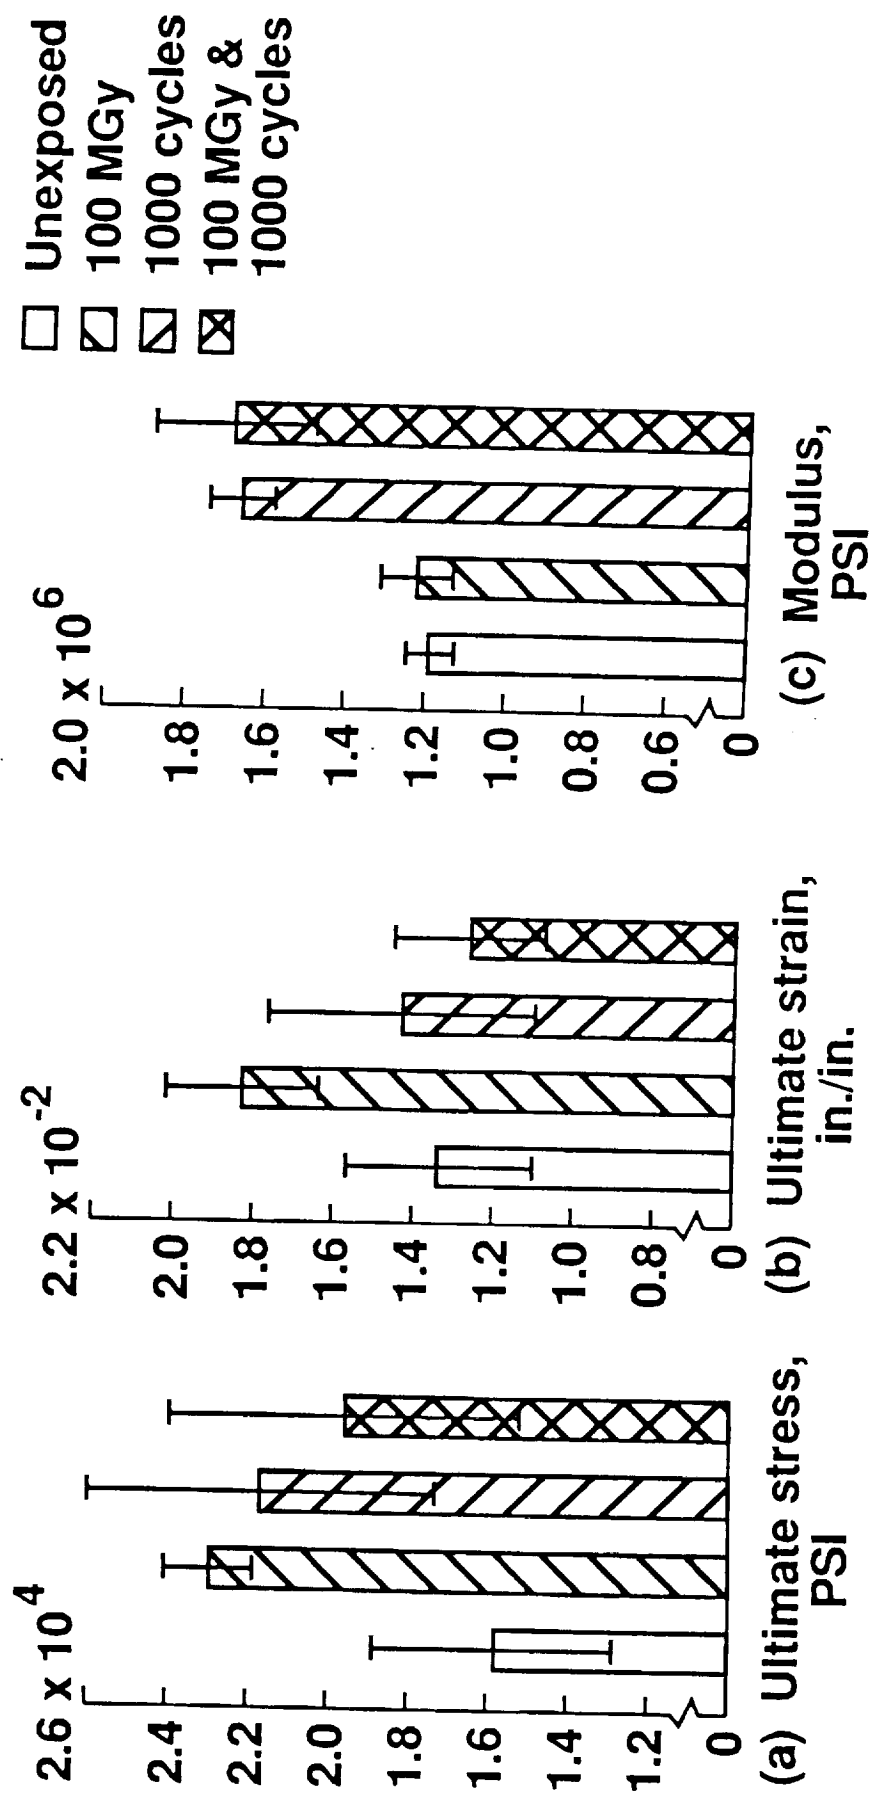 Unexposed
100 MGy
1000 cycles
100 MGy &
1000 cycles
2.6 x 10^4
2.4
2.2
2.0
1.8
1.6
1.4
1.2
0
(a) Ultimate stress,
PSI
2.2 x 10^-2
2.0
1.8
1.6
1.4
1.2
1.0
0.8
0
(b) Ultimate strain,
in./in.
2.0 x 10^6
1.8
1.6
1.4
1.2
1.0
0.8
0.6
0
(c) Modulus,
PSI